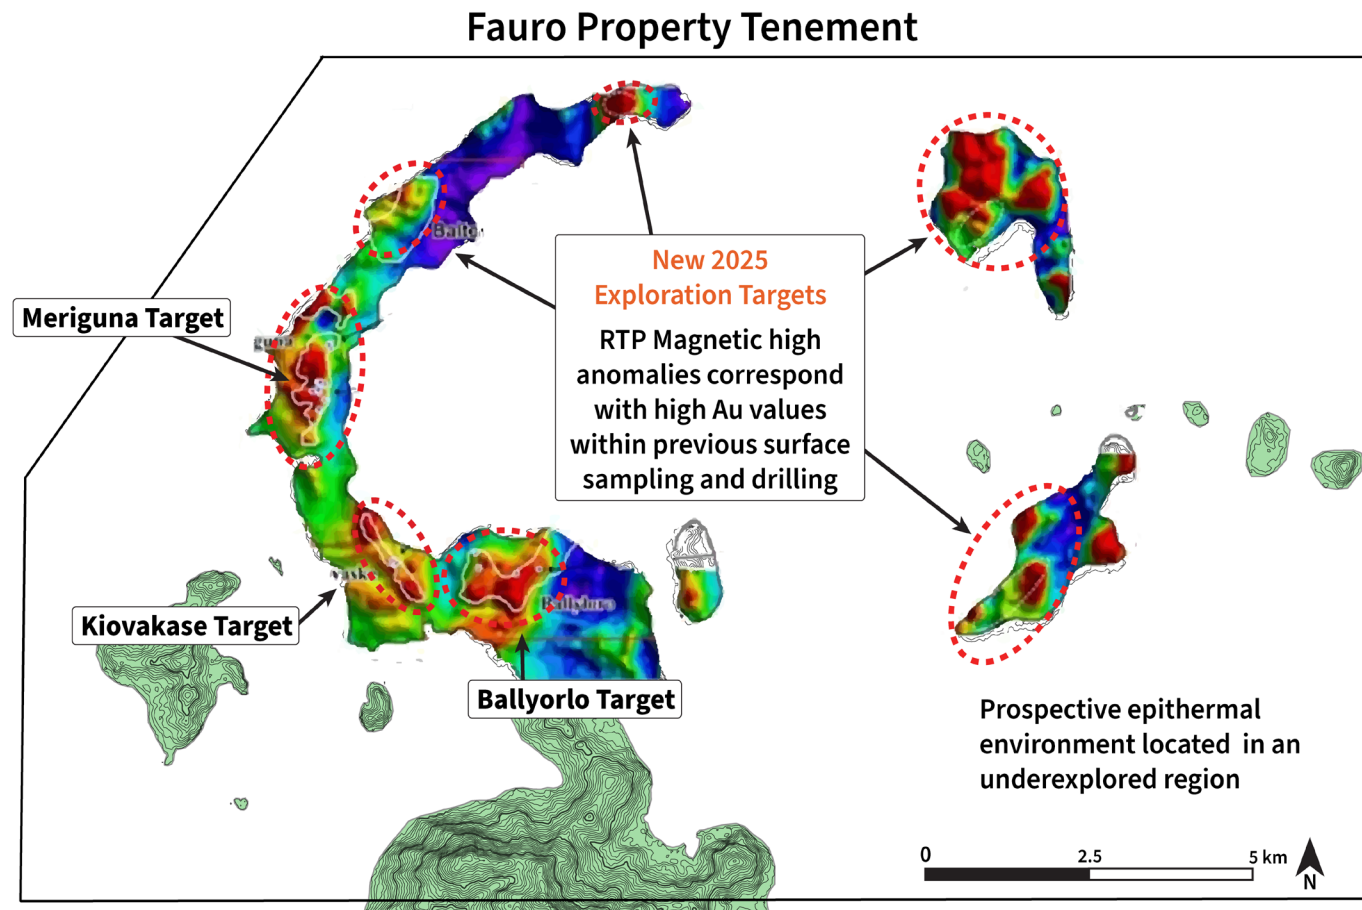 Fauro Property Tenement
New 2025
Exploration Targets
RTP Magnetic high
anomalies correspond
with high Au values
within previous surface
sampling and drilling
Meriguna Target
guna
Kiovakase Target
Ballyorlo
Ballyorlo Target
Prospective epithermal
environment located in an
underexplored region
0
2.5
5 km
N